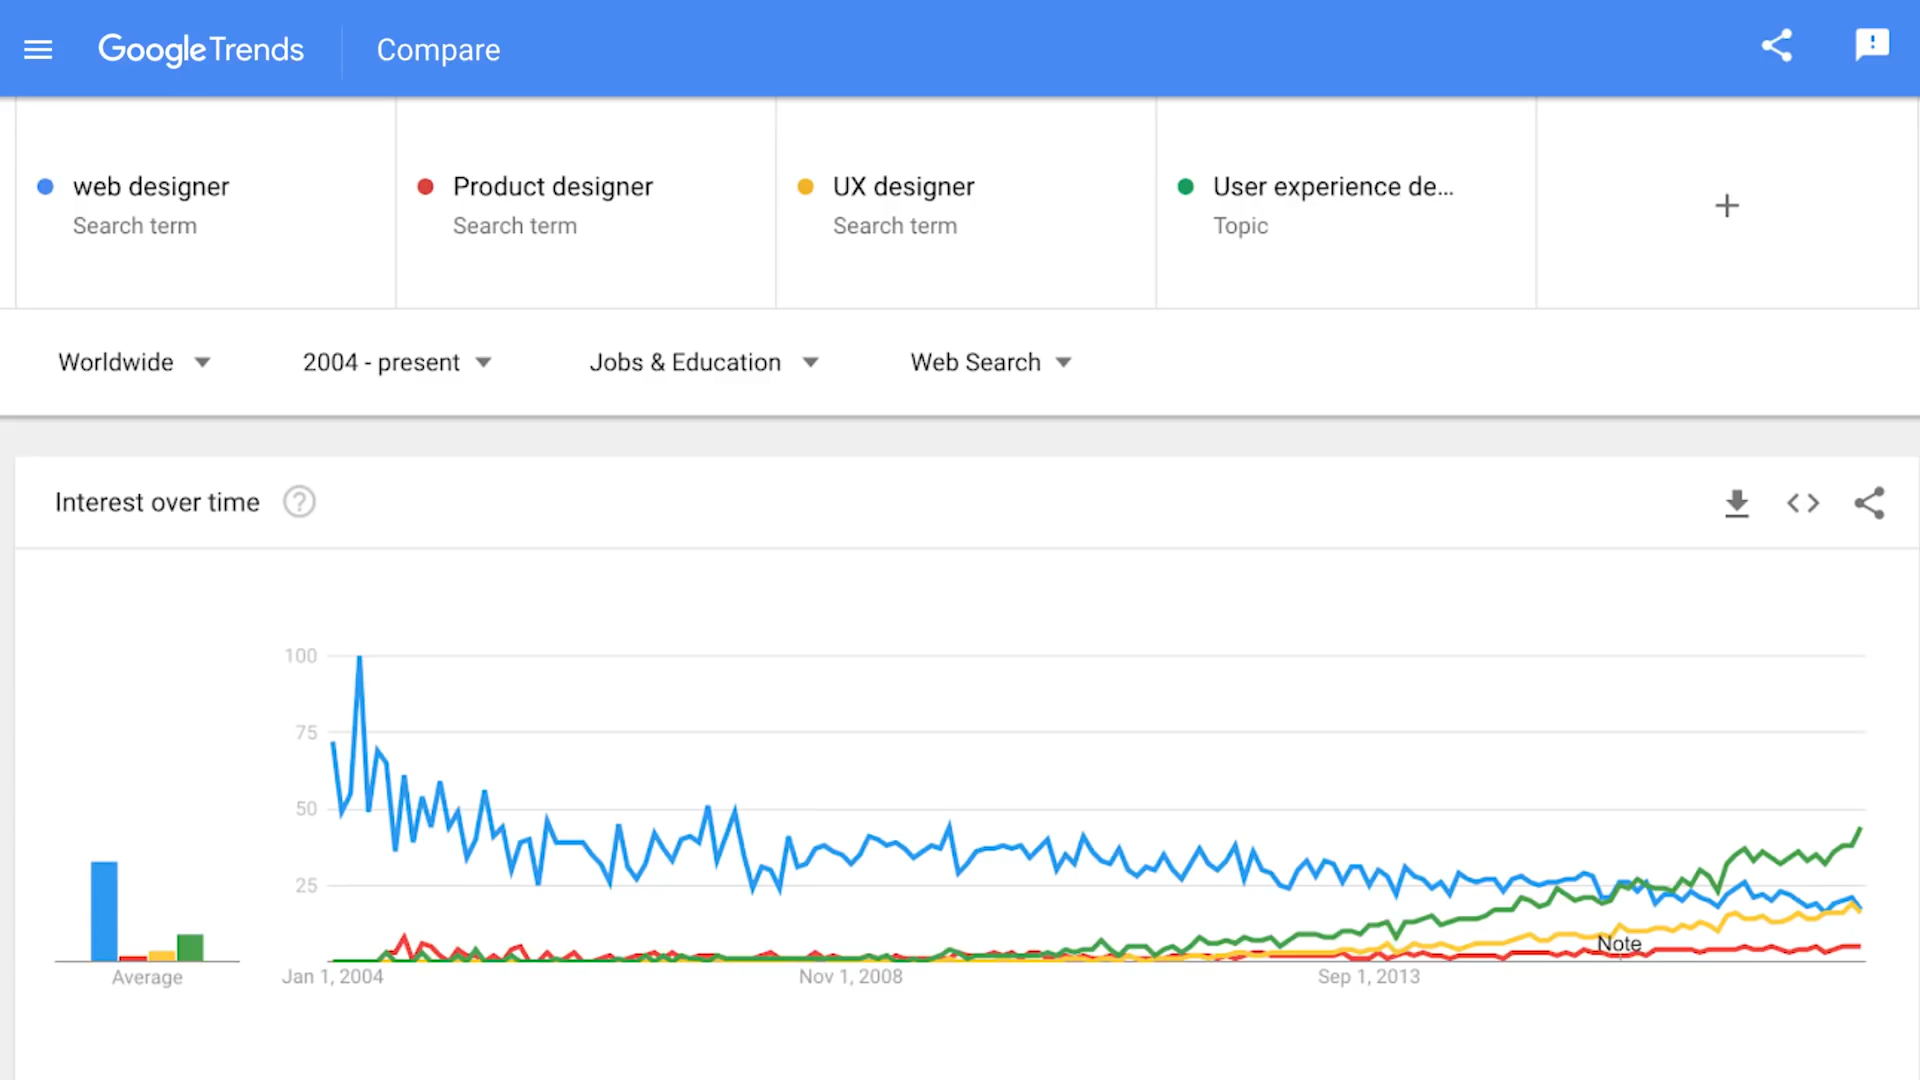 Google Trends Compare
web designer
Search term
Product designer
Search term
UX designer
Search term
User experience de...
Topic
+
Worldwide 2004 - present Jobs & Education Web Search
Interest over time ?
100
75
50
25
Note
Average
Jan 1, 2004 Nov 1, 2008 Sep 1, 2013